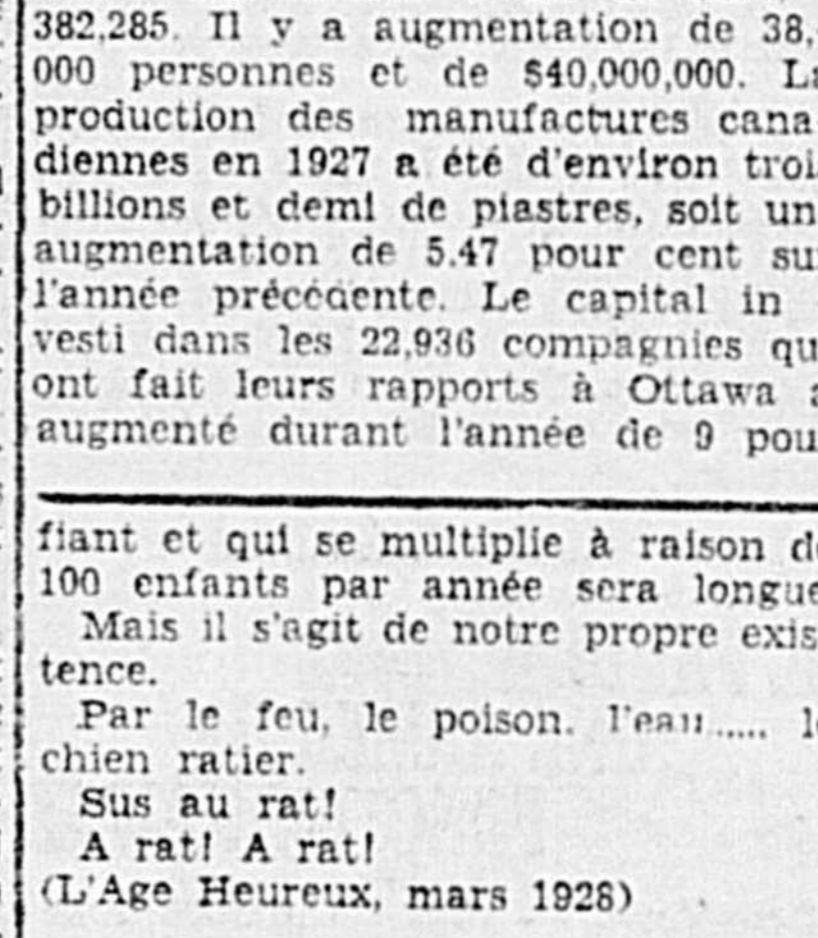 382,285. Il y a augmentation de 38,
000 personnes et de $40,000,000. La
production des manufactures cana
diennes en 1927 a été d'environ trois
billions et demi de piastres, soit un
augmentation de 5.47 pour cent sur
l'année précédente. Le capital in
vesti dans les 22,936 compagnies qu
ont fait leurs rapports à Ottawa a
augmenté durant l'année de 9 pou
fiant et qui se multiplie à raison de
100 enfants par année sera longue
Mais il s'agit de notre propre exis
tence.
Par le feu, le poison. l'eau..... le
chien ratier.
Sus au rat!
A rat! A rat!
(L'Age Heureux, mars 1928)